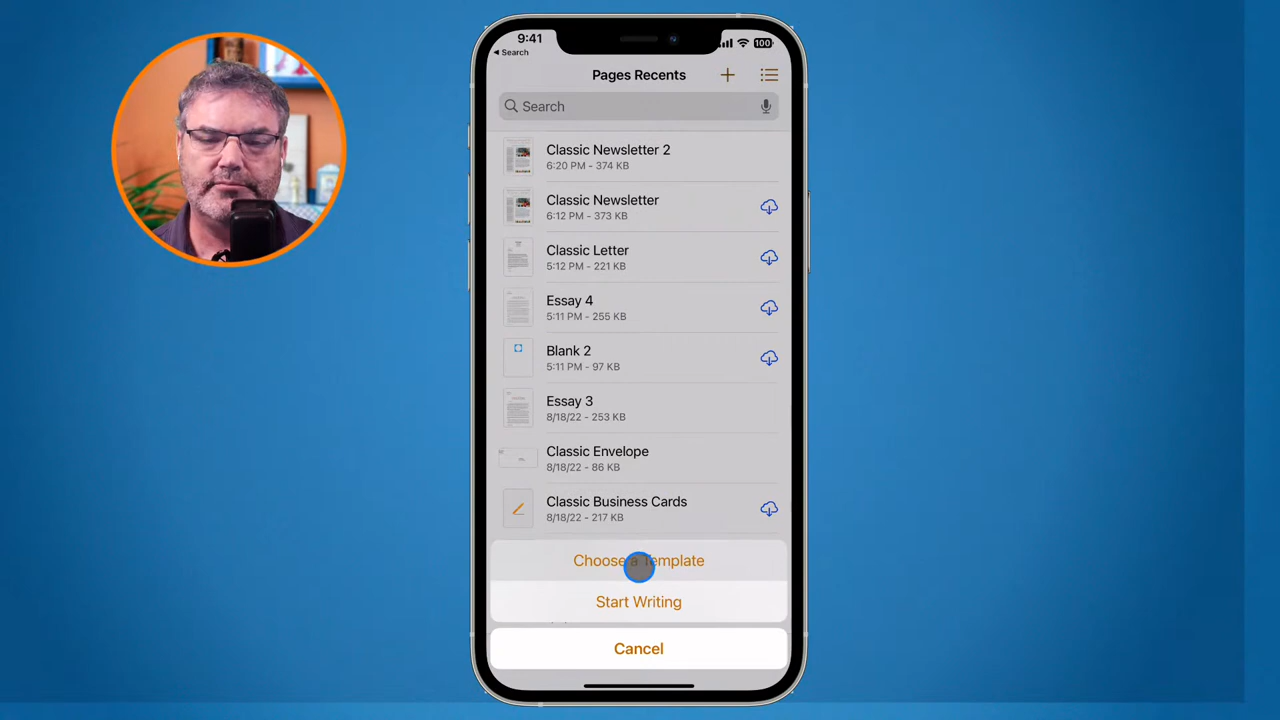 9:41
100
Search
Pages Recents
Search
Classic Newsletter 2
6:20 PM - 374 KB
Classic Newsletter
6:12 PM - 373 KB
Classic Letter
5:12 PM - 221 KB
Essay 4
5:11 PM - 255 KB
Blank 2
5:11 PM - 97 KB
Essay 3
8/18/22 - 253 KB
Classic Envelope
8/18/22 - 86 KB
Classic Business Cards
8/18/22 - 217 KB
Choose a Template
Start Writing
Cancel